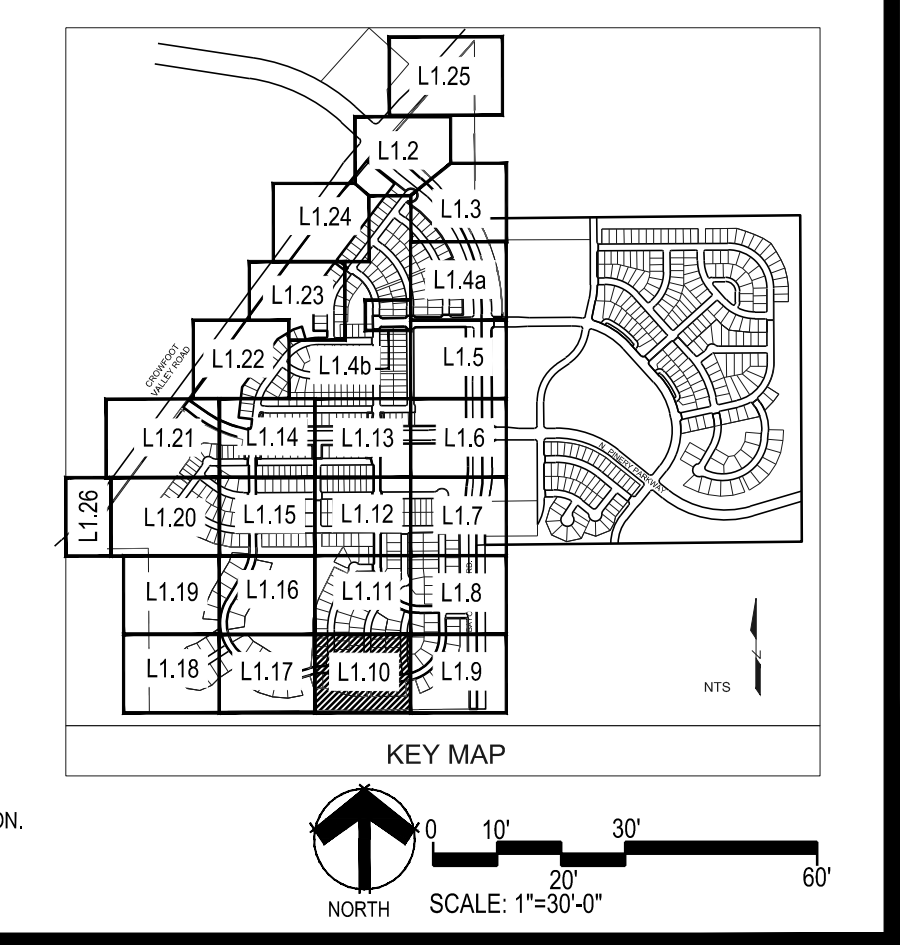 L1.25
L1.2
L1.3
L1.24
L1.4a
L1.23
L1.5
L1.22
L1.4b
CROWFOOT
VALLEY ROAD
L1.21
L1.14
L1.13
L1.6
N. PINERY PARKWAY
L1.26
L1.20
L1.15
L1.12
L1.7
L1.19
L1.16
L1.11
L1.8
RD.
L1.18
L1.17
L1.10
L1.9
NTS
N
KEY MAP
ON.
0 10' 30'
20' 60'
NORTH
SCALE: 1"=30'-0"